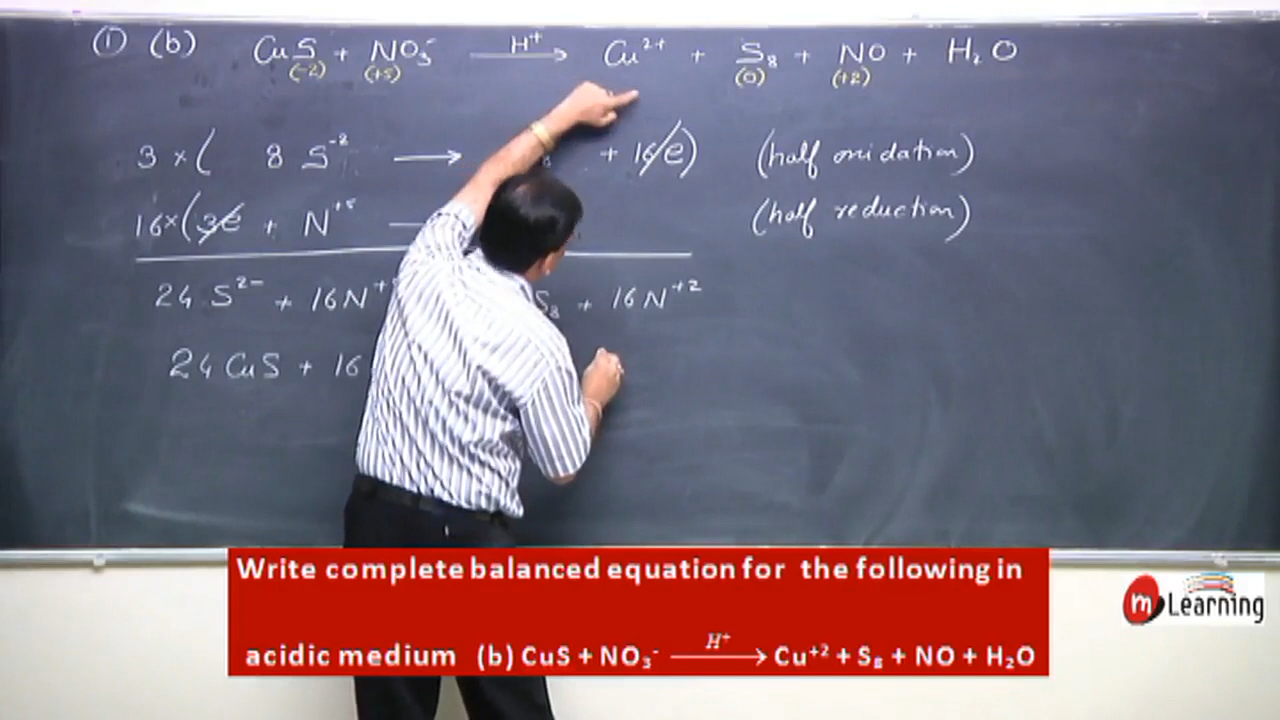 ① (b) CuS + NO₃⁻ —H⁺→ Cu²⁺ + S₈ + NO + H₂O
(-2) (+5) (0) (+2)
3 × ( 8 S⁻² → + 16e) (half oxidation)
16 × (3e + N⁺⁵ (half reduction)
24 S²⁻ + 16 N⁺ S₈ + 16 N⁺²
24 CuS + 16
Write complete balanced equation for the following in
acidic medium (b) CuS + NO₃⁻ —H⁺→ Cu⁺² + S₈ + NO + H₂O
m Learning